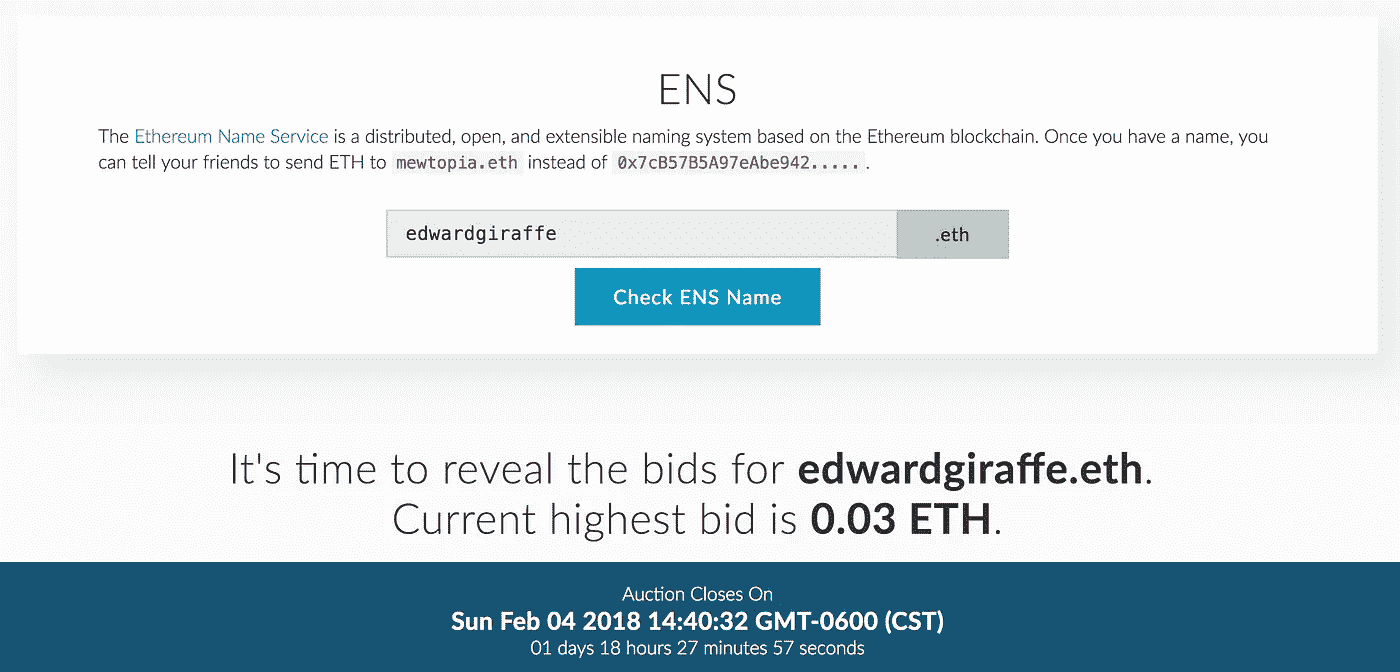 ENS
The Ethereum Name Service is a distributed, open, and extensible naming system based on the Ethereum blockchain. Once you have a name, you
can tell your friends to send ETH to mewtopia.eth instead of 0x7cB57B5A97eAbe942..... .
edwardgiraffe .eth
Check ENS Name
It's time to reveal the bids for edwardgiraffe.eth.
Current highest bid is 0.03 ETH.
Auction Closes On
Sun Feb 04 2018 14:40:32 GMT-0600 (CST)
01 days 18 hours 27 minutes 57 seconds